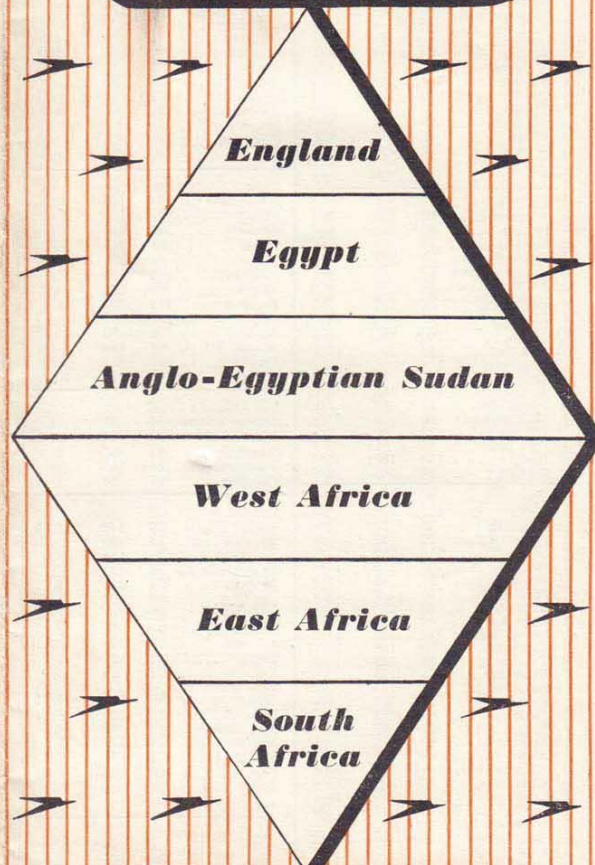 England
Egypt
Anglo-Egyptian Sudan
West Africa
East Africa
South
Africa